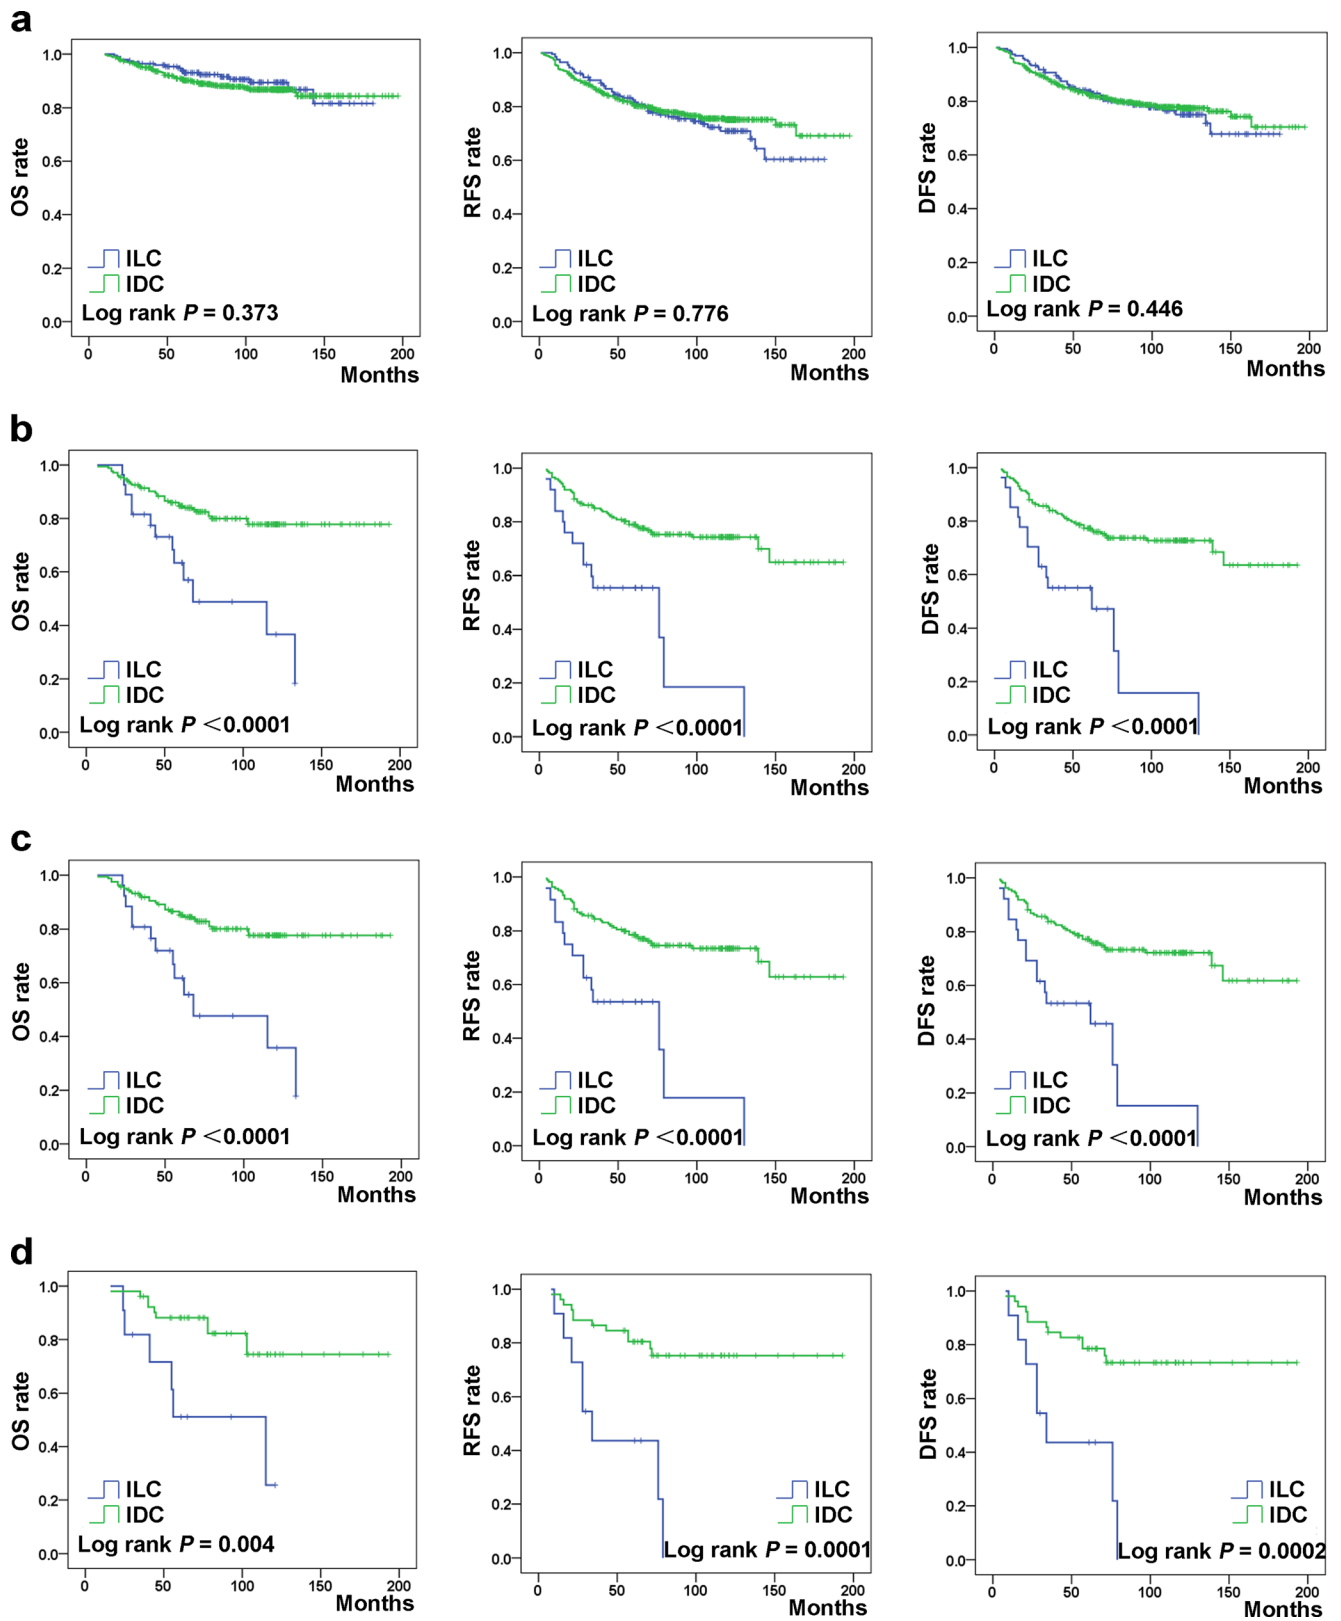 a
1.0
0.8
0.6
0.4
0.2
0.0
OS rate
ILC
IDC
Log rank P = 0.373
0 50 100 150 200
Months
1.0
0.8
0.6
0.4
0.2
0.0
RFS rate
ILC
IDC
Log rank P = 0.776
0 50 100 150 200
Months
1.0
0.8
0.6
0.4
0.2
0.0
DFS rate
ILC
IDC
Log rank P = 0.446
0 50 100 150 200
Months
b
1.0
0.8
0.6
0.4
0.2
0.0
OS rate
ILC
IDC
Log rank P <0.0001
0 50 100 150 200
Months
1.0
0.8
0.6
0.4
0.2
0.0
RFS rate
ILC
IDC
Log rank P <0.0001
0 50 100 150 200
Months
1.0
0.8
0.6
0.4
0.2
0.0
DFS rate
ILC
IDC
Log rank P <0.0001
0 50 100 150 200
Months
c
1.0
0.8
0.6
0.4
0.2
0.0
OS rate
ILC
IDC
Log rank P <0.0001
0 50 100 150 200
Months
1.0
0.8
0.6
0.4
0.2
0.0
RFS rate
ILC
IDC
Log rank P <0.0001
0 50 100 150 200
Months
1.0
0.8
0.6
0.4
0.2
0.0
DFS rate
ILC
IDC
Log rank P <0.0001
0 50 100 150 200
Months
d
1.0
0.8
0.6
0.4
0.2
0.0
OS rate
ILC
IDC
Log rank P = 0.004
0 50 100 150 200
Months
1.0
0.8
0.6
0.4
0.2
0.0
RFS rate
ILC
IDC
Log rank P = 0.0001
0 50 100 150 200
Months
1.0
0.8
0.6
0.4
0.2
0.0
DFS rate
ILC
IDC
Log rank P = 0.0002
0 50 100 150 200
Months